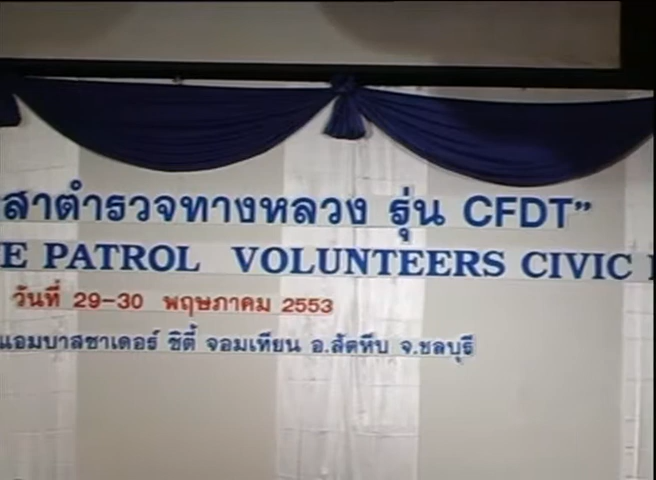 สาตำรวจทางหลวง รุ่น CFDT”
E PATROL VOLUNTEERS CIVIC
วันที่ 29-30 พฤษภาคม 2553
แอมบาสซาเดอร์ ซิตี้ จอมเทียน อ.สัตหีบ จ.ชลบุรี